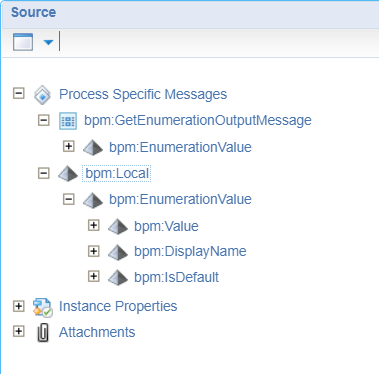 Source
Process Specific Messages
bpm:GetEnumerationOutputMessage
bpm:EnumerationValue
bpm:Local
bpm:EnumerationValue
bpm:Value
bpm:DisplayName
bpm:IsDefault
Instance Properties
Attachments